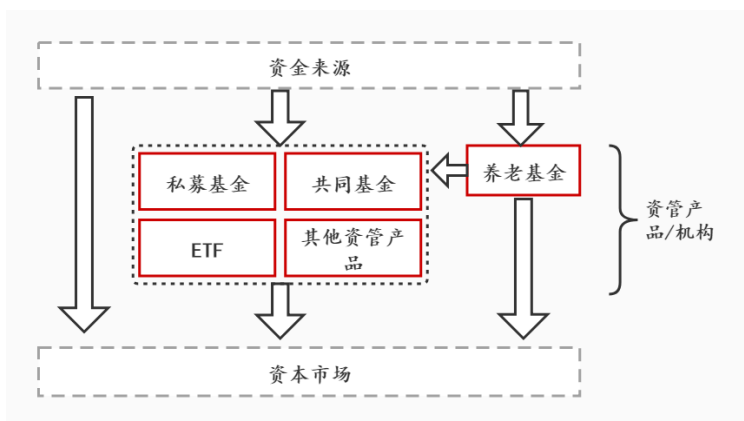 资金来源
私募基金
共同基金
养老基金
ETF
其他资管产
品
资管产
品/机构
资本市场